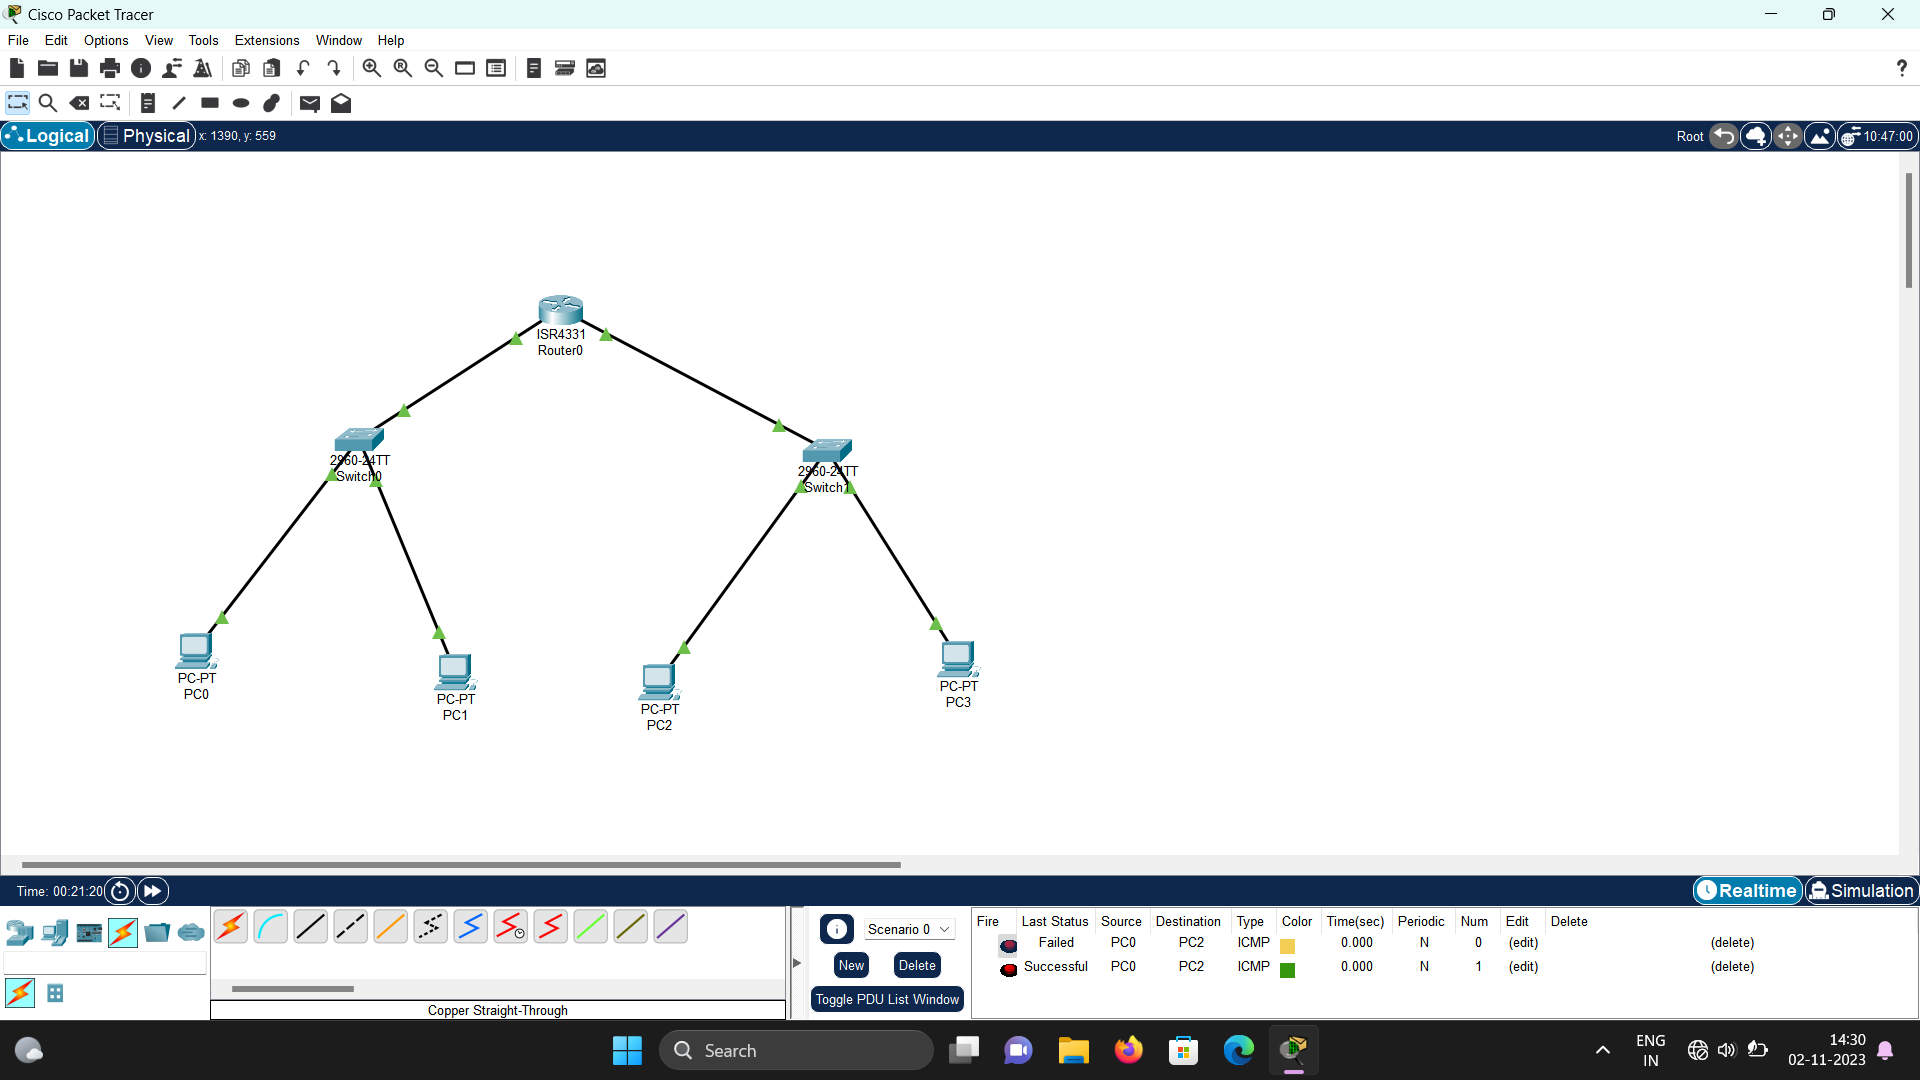 Cisco Packet Tracer
File Edit Options View Tools Extensions Window Help
?
Logical Physical x: 1390, y: 559 Root 10:47:00
ISR4331
Router0
2960-24TT
Switch0
2960-24TT
Switch1
PC-PT
PC0
PC-PT
PC1
PC-PT
PC2
PC-PT
PC3
Time: 00:21:20 Realtime Simulation
Scenario 0
New Delete
Toggle PDU List Window
Fire Last Status Source Destination Type Color Time(sec) Periodic Num Edit Delete
Failed PC0 PC2 ICMP 0.000 N 0 (edit) (delete)
Successful PC0 PC2 ICMP 0.000 N 1 (edit) (delete)
Copper Straight-Through
Search
ENG
IN
14:30
02-11-2023